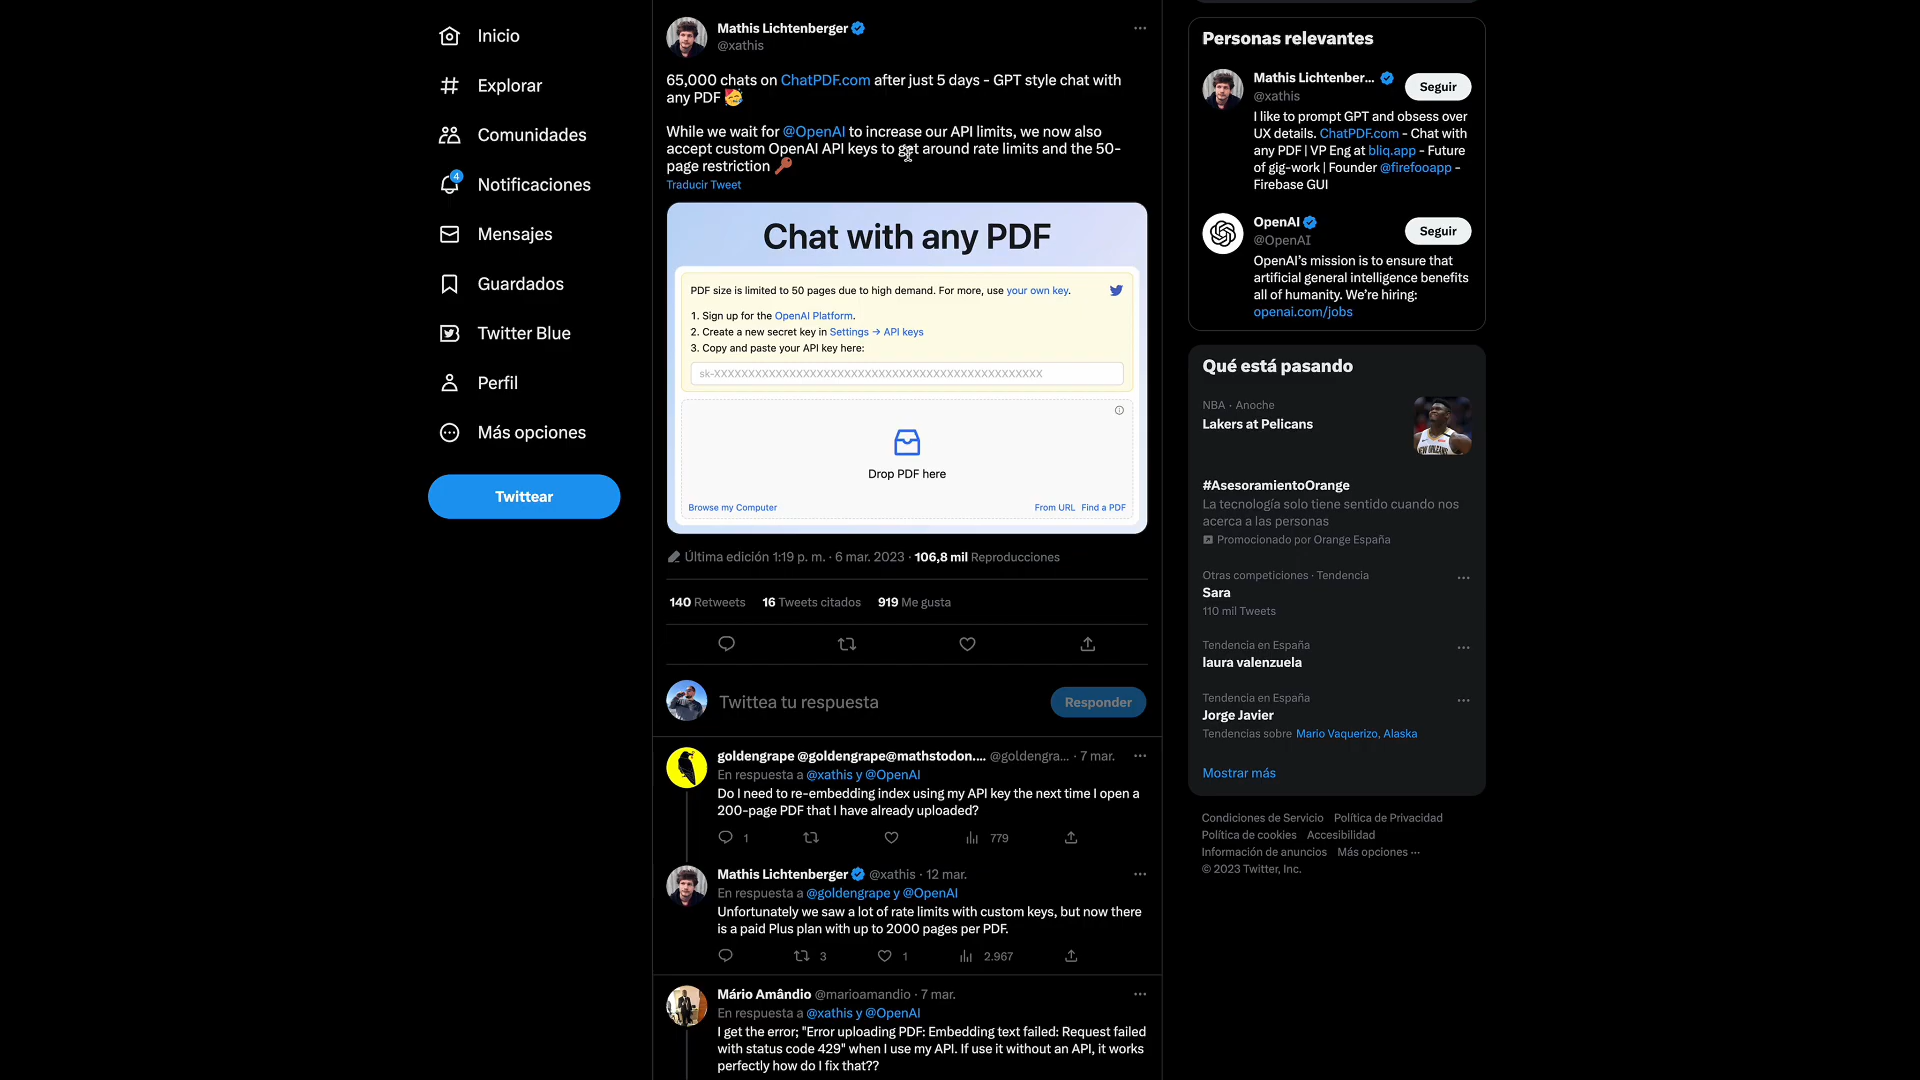 Inicio
Explorar
Comunidades
4
Notificaciones
Mensajes
Guardados
Twitter Blue
Perfil
Más opciones
Twittear
Mathis Lichtenberger
@xathis
65,000 chats on ChatPDF.com after just 5 days - GPT style chat with
any PDF
While we wait for @OpenAI to increase our API limits, we now also
accept custom OpenAI API keys to get around rate limits and the 50-
page restriction
Traducir Tweet
Chat with any PDF
PDF size is limited to 50 pages due to high demand. For more, use your own key.
1. Sign up for the OpenAI Platform.
2. Create a new secret key in Settings → API keys
3. Copy and paste your API key here:
Drop PDF here
Browse my Computer
From URL Find a PDF
Última edición 1:19 p. m. · 6 mar. 2023 · 106,8 mil Reproducciones
140 Retweets 16 Tweets citados 919 Me gusta
Twittea tu respuesta
Responder
goldengrape @goldengrape@mathstodon.... @goldengra... · 7 mar.
En respuesta a @xathis y @OpenAI
Do I need to re-embedding index using my API key the next time I open a
200-page PDF that I have already uploaded?
1 779
Mathis Lichtenberger @xathis · 12 mar.
En respuesta a @goldengrape y @OpenAI
Unfortunately we saw a lot of rate limits with custom keys, but now there
is a paid Plus plan with up to 2000 pages per PDF.
3 1 2.967
Mário Amândio @marioamandio · 7 mar.
En respuesta a @xathis y @OpenAI
I get the error; "Error uploading PDF: Embedding text failed: Request failed
with status code 429" when I use my API. If use it without an API, it works
perfectly how do I fix that??
Personas relevantes
Mathis Lichtenber...
@xathis
Seguir
I like to prompt GPT and obsess over
UX details. ChatPDF.com - Chat with
any PDF | VP Eng at bliq.app - Future
of gig-work | Founder @firefooapp -
Firebase GUI
OpenAI
@OpenAI
Seguir
OpenAI's mission is to ensure that
artificial general intelligence benefits
all of humanity. We're hiring:
openai.com/jobs
Qué está pasando
NBA · Anoche
Lakers at Pelicans
#AsesoramientoOrange
La tecnología solo tiene sentido cuando nos
acerca a las personas
Promocionado por Orange España
Otras competiciones · Tendencia
Sara
110 mil Tweets
Tendencia en España
laura valenzuela
Tendencia en España
Jorge Javier
Tendencias sobre Mario Vaquerizo, Alaska
Mostrar más
Condiciones de Servicio Política de Privacidad
Política de cookies Accesibilidad
Información de anuncios Más opciones ···
© 2023 Twitter, Inc.